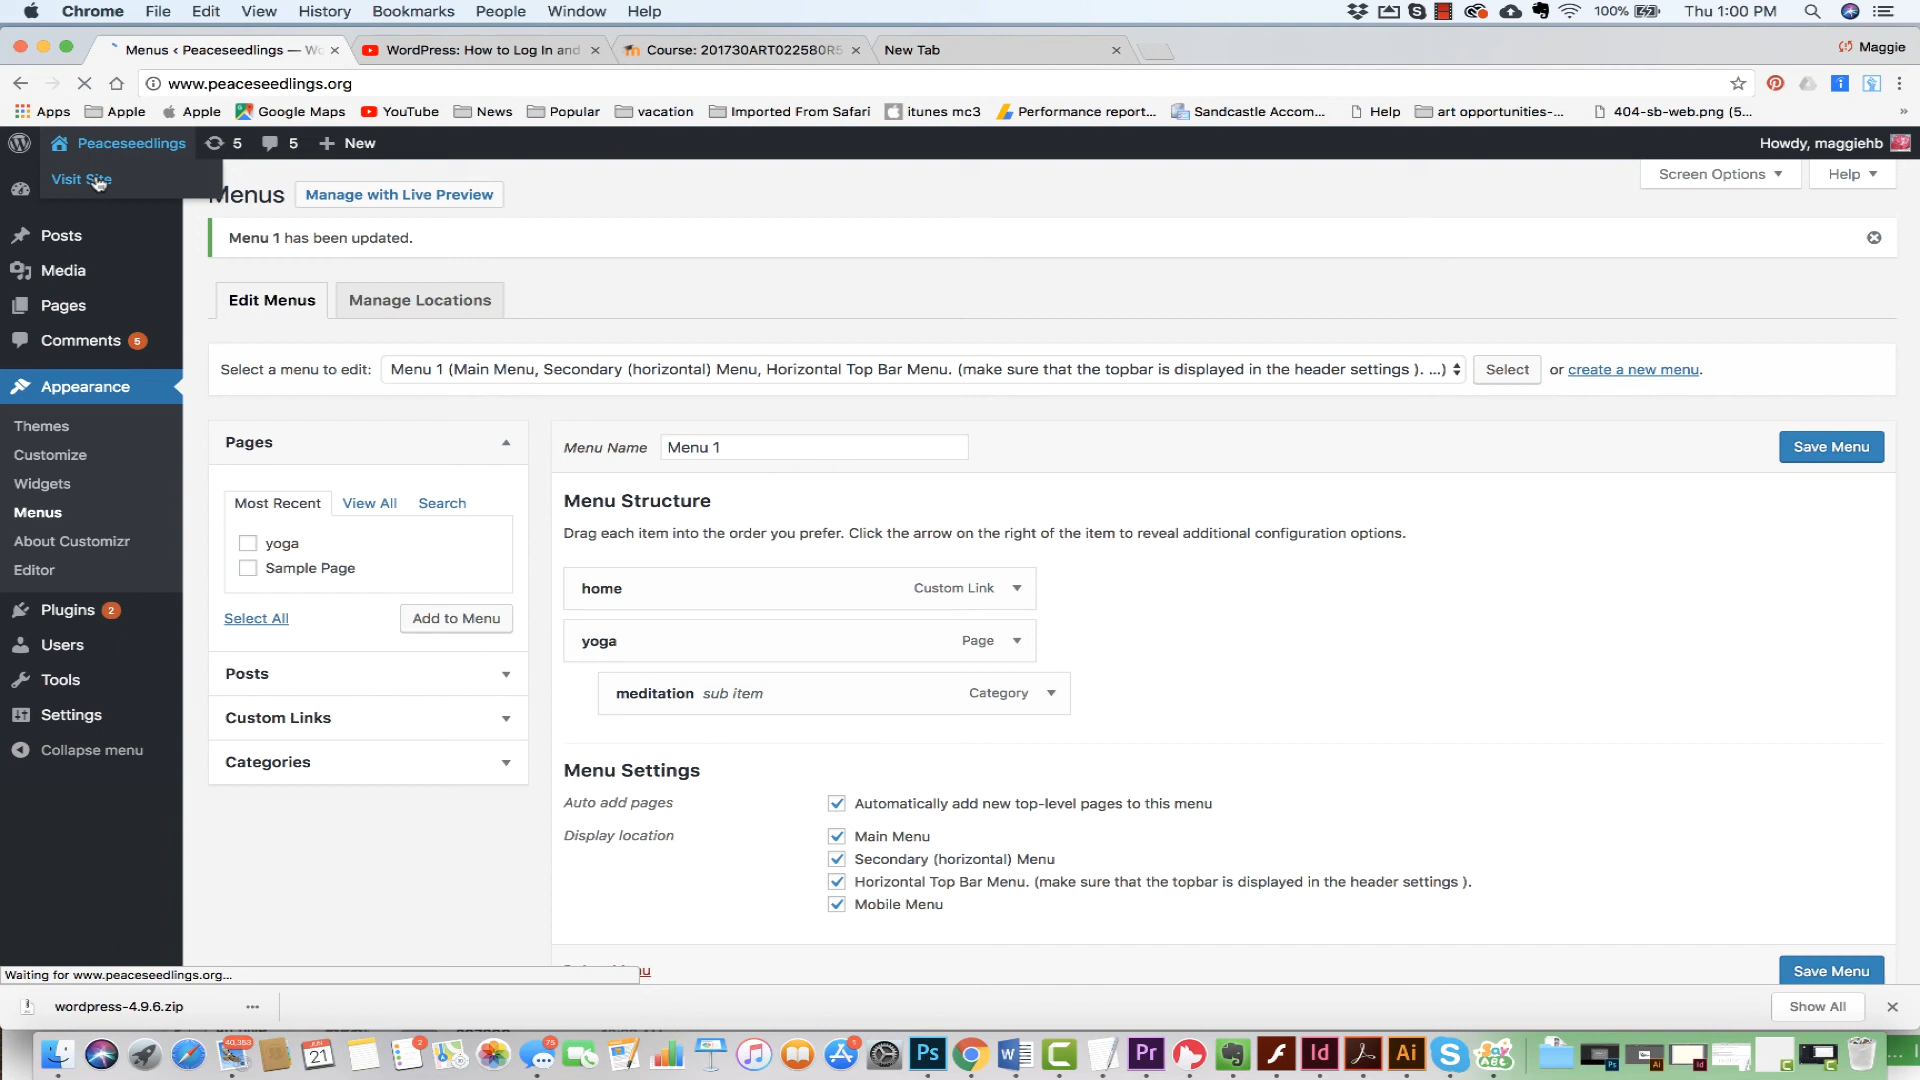 Chrome File Edit View History Bookmarks People Window Help 100% Thu 1:00 PM
Menus ‹ Peaceseedlings — Wo WordPress: How to Log In and Course: 201730ART022580R5 New Tab Maggie
www.peaceseedlings.org
Apps Apple Apple Google Maps YouTube News Popular vacation Imported From Safari itunes mc3 Performance report... Sandcastle Accom... Help art opportunities-... 404-sb-web.png (5... »
Peaceseedlings 5 5 New Howdy, maggiehb
Visit Site
Menus Manage with Live Preview Screen Options Help
Menu 1 has been updated.
Posts
Media
Pages
Comments 5
Appearance
Themes
Customize
Widgets
Menus
About Customizr
Editor
Plugins 2
Users
Tools
Settings
Collapse menu
Edit Menus Manage Locations
Select a menu to edit: Menu 1 (Main Menu, Secondary (horizontal) Menu, Horizontal Top Bar Menu. (make sure that the topbar is displayed in the header settings ). ...) Select or create a new menu.
Pages
Most Recent View All Search
yoga
Sample Page
Select All Add to Menu
Posts
Custom Links
Categories
Menu Name Menu 1 Save Menu
Menu Structure
Drag each item into the order you prefer. Click the arrow on the right of the item to reveal additional configuration options.
home Custom Link
yoga Page
meditation sub item Category
Menu Settings
Auto add pages Automatically add new top-level pages to this menu
Display location Main Menu
Secondary (horizontal) Menu
Horizontal Top Bar Menu. (make sure that the topbar is displayed in the header settings ).
Mobile Menu
Save Menu
Waiting for www.peaceseedlings.org...
wordpress-4.9.6.zip Show All
40,353 JUN 21 2 75 Ps Pr Id Ai